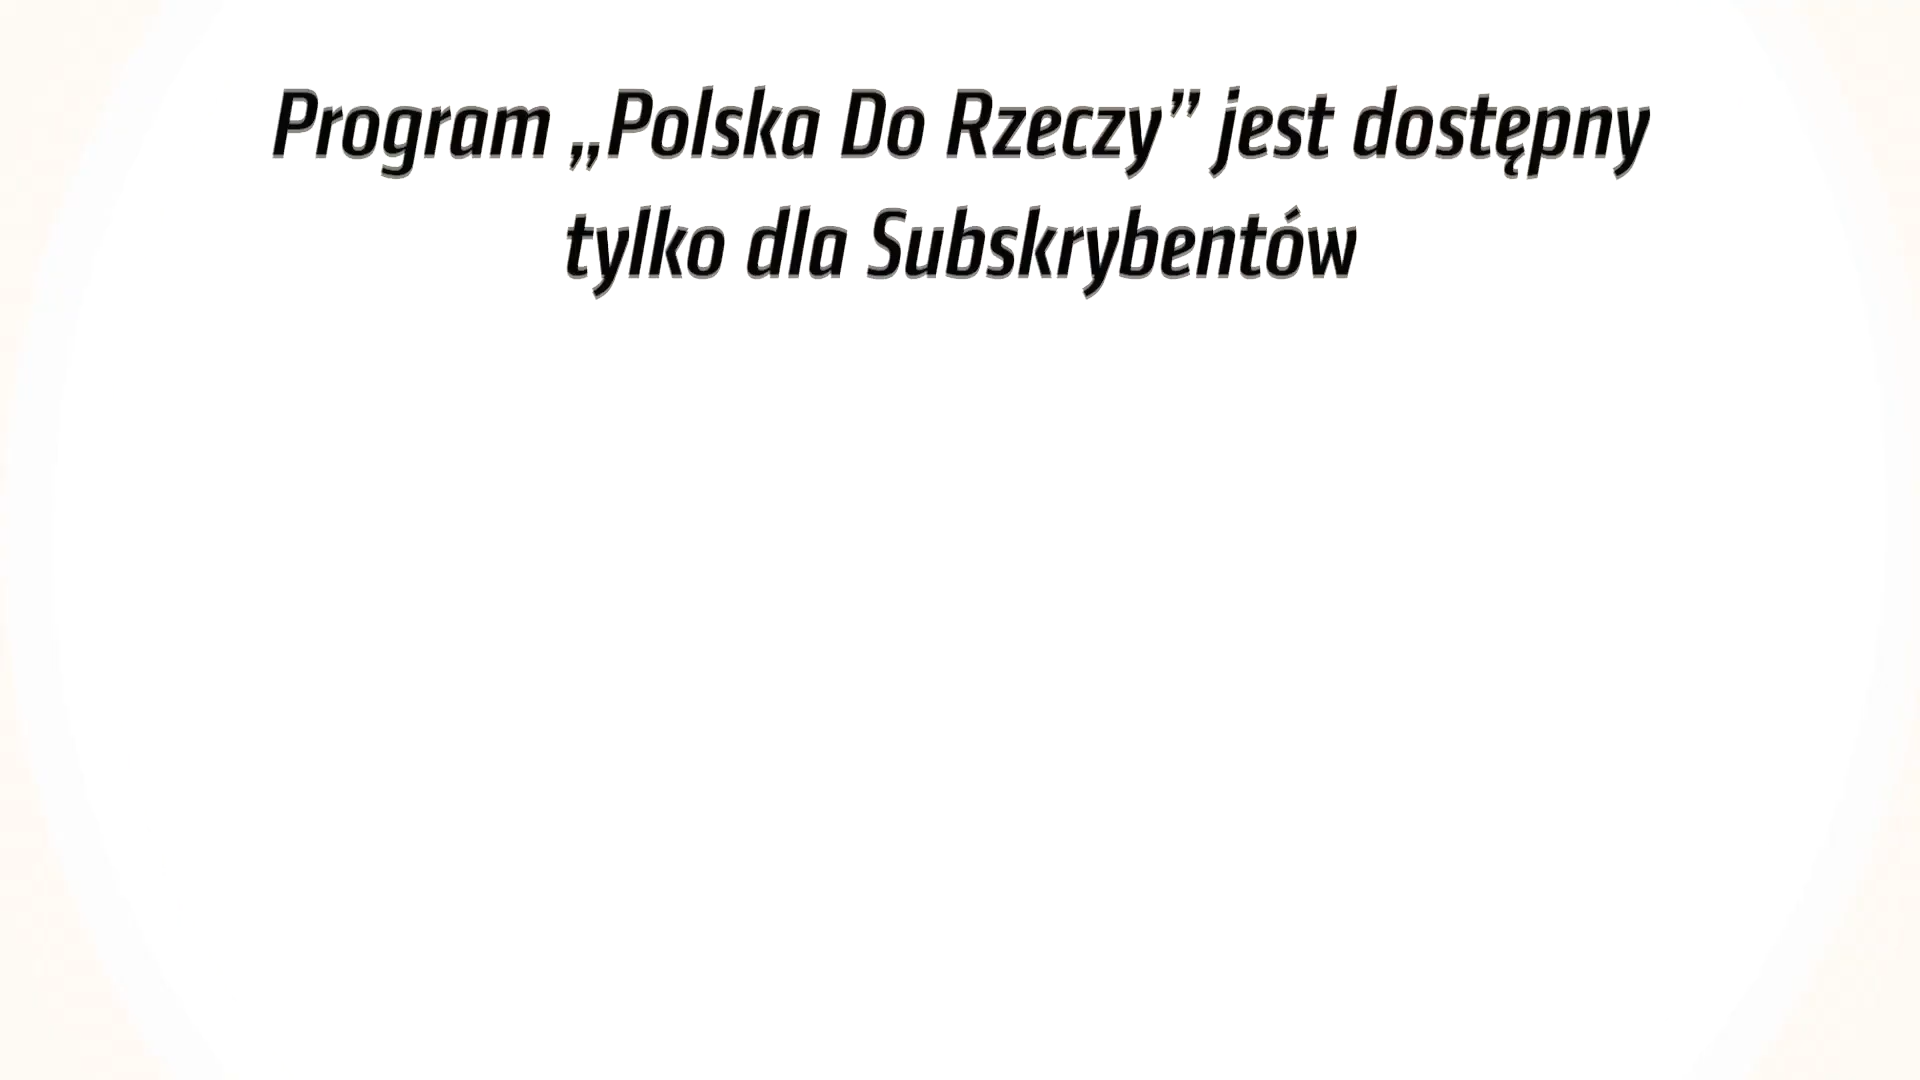 Program „Polska Do Rzeczy” jest dostępny
tylko dla Subskrybentów